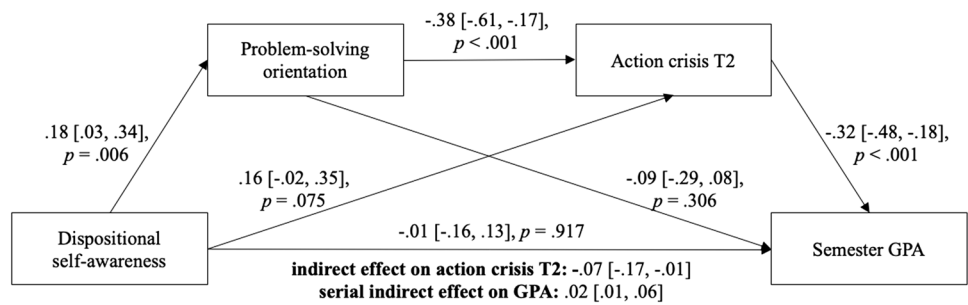 -.38 [-.61, -.17],
p < .001
Problem-solving
orientation
Action crisis T2
.18 [.03, .34],
p = .006
-.32 [-.48, -.18],
p < .001
.16 [-.02, .35],
p = .075
-.09 [-.29, .08],
p = .306
Dispositional
self-awareness
-.01 [-.16, .13], p = .917
Semester GPA
indirect effect on action crisis T2: -.07 [-.17, -.01]
serial indirect effect on GPA: .02 [.01, .06]